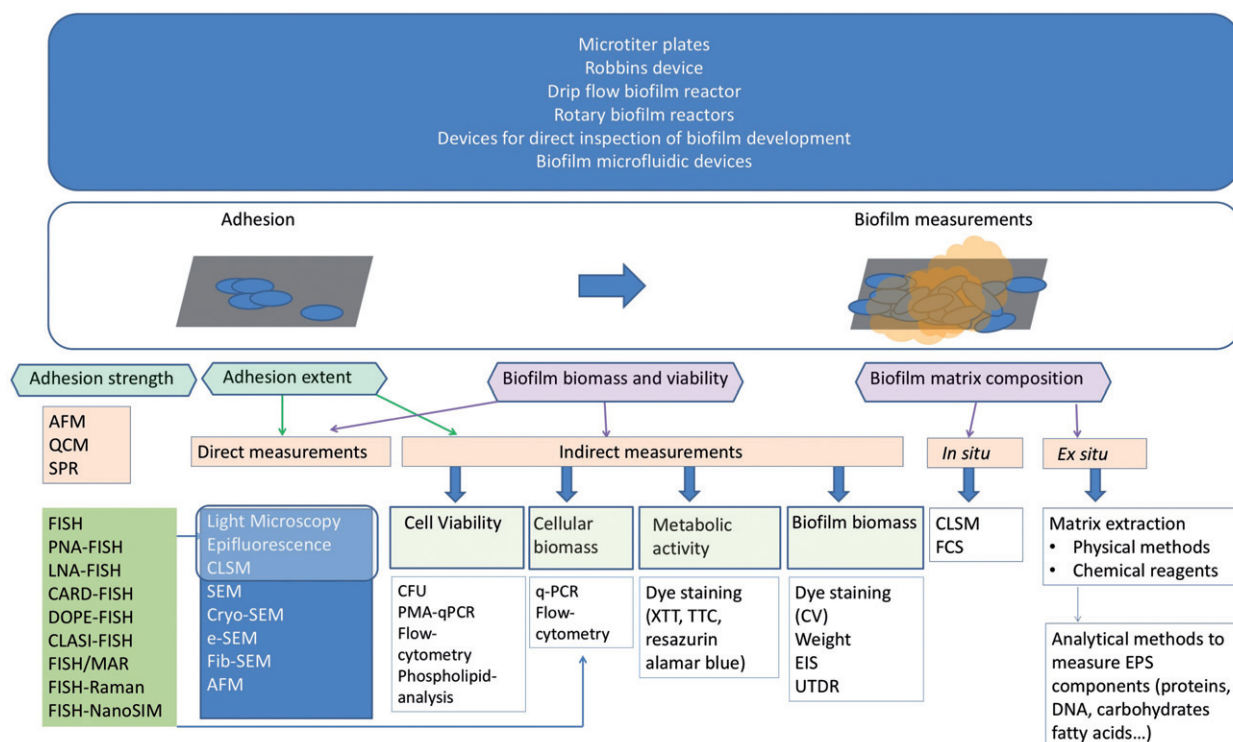 Microtiter plates
Robbins device
Drip flow biofilm reactor
Rotary biofilm reactors
Devices for direct inspection of biofilm development
Biofilm microfluidic devices
Adhesion
Biofilm measurements
Adhesion strength
Adhesion extent
Biofilm biomass and viability
Biofilm matrix composition
AFM
QCM
SPR
Direct measurements
Indirect measurements
In situ
Ex situ
FISH
PNA-FISH
LNA-FISH
CARD-FISH
DOPE-FISH
CLASI-FISH
FISH/MAR
FISH-Raman
FISH-NanoSIM
Light Microscopy
Epifluorescence
CLSM
SEM
Cryo-SEM
e-SEM
Fib-SEM
AFM
Cell Viability
CFU
PMA-qPCR
Flow-
cytometry
Phospholipid-
analysis
Cellular
biomass
q-PCR
Flow-
cytometry
Metabolic
activity
Dye staining
(XTT, TTC,
resazurin
alamar blue)
Biofilm biomass
Dye staining
(CV)
Weight
EIS
UTDR
CLSM
FCS
Matrix extraction
• Physical methods
• Chemical reagents
Analytical methods to
measure EPS
components (proteins,
DNA, carbohydrates
fatty acids...)